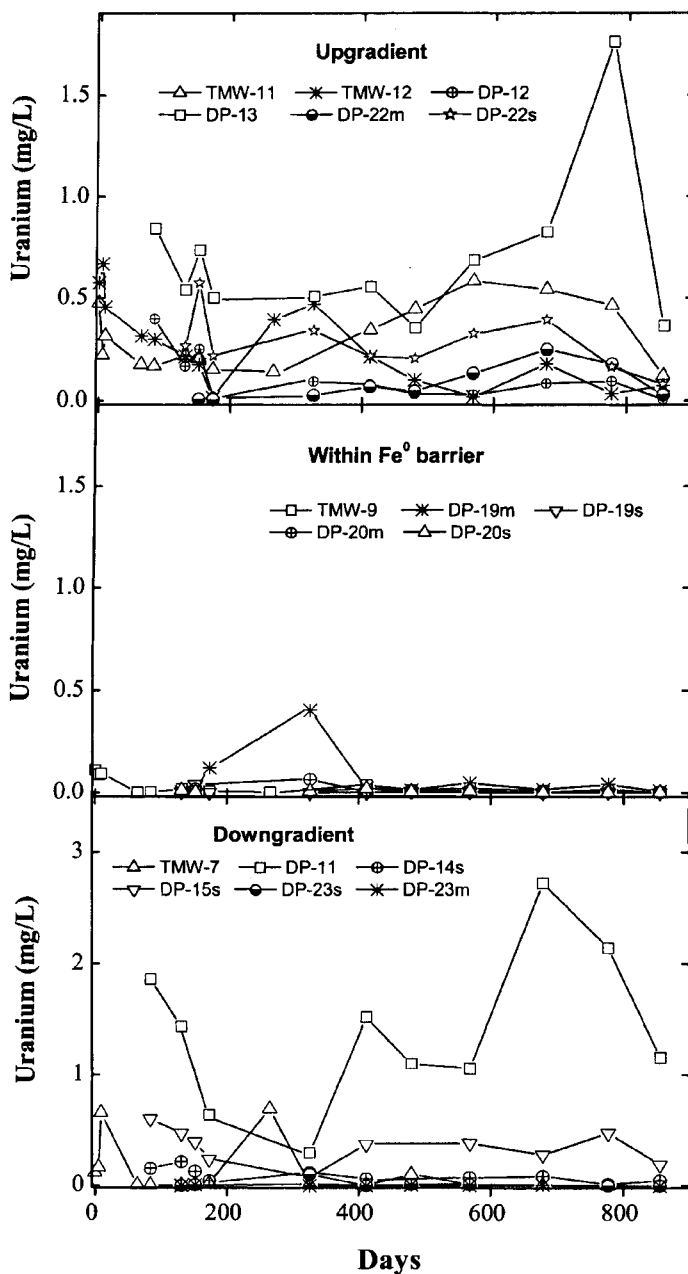 Upgradient
TMW-11 TMW-12 DP-12
DP-13 DP-22m DP-22s
Uranium (mg/L)
1.5
1.0
0.5
0.0
Within Fe⁰ barrier
TMW-9 DP-19m DP-19s
DP-20m DP-20s
Uranium (mg/L)
1.5
1.0
0.5
0.0
Downgradient
TMW-7 DP-11 DP-14s
DP-15s DP-23s DP-23m
Uranium (mg/L)
3
2
1
0
0 200 400 600 800
Days